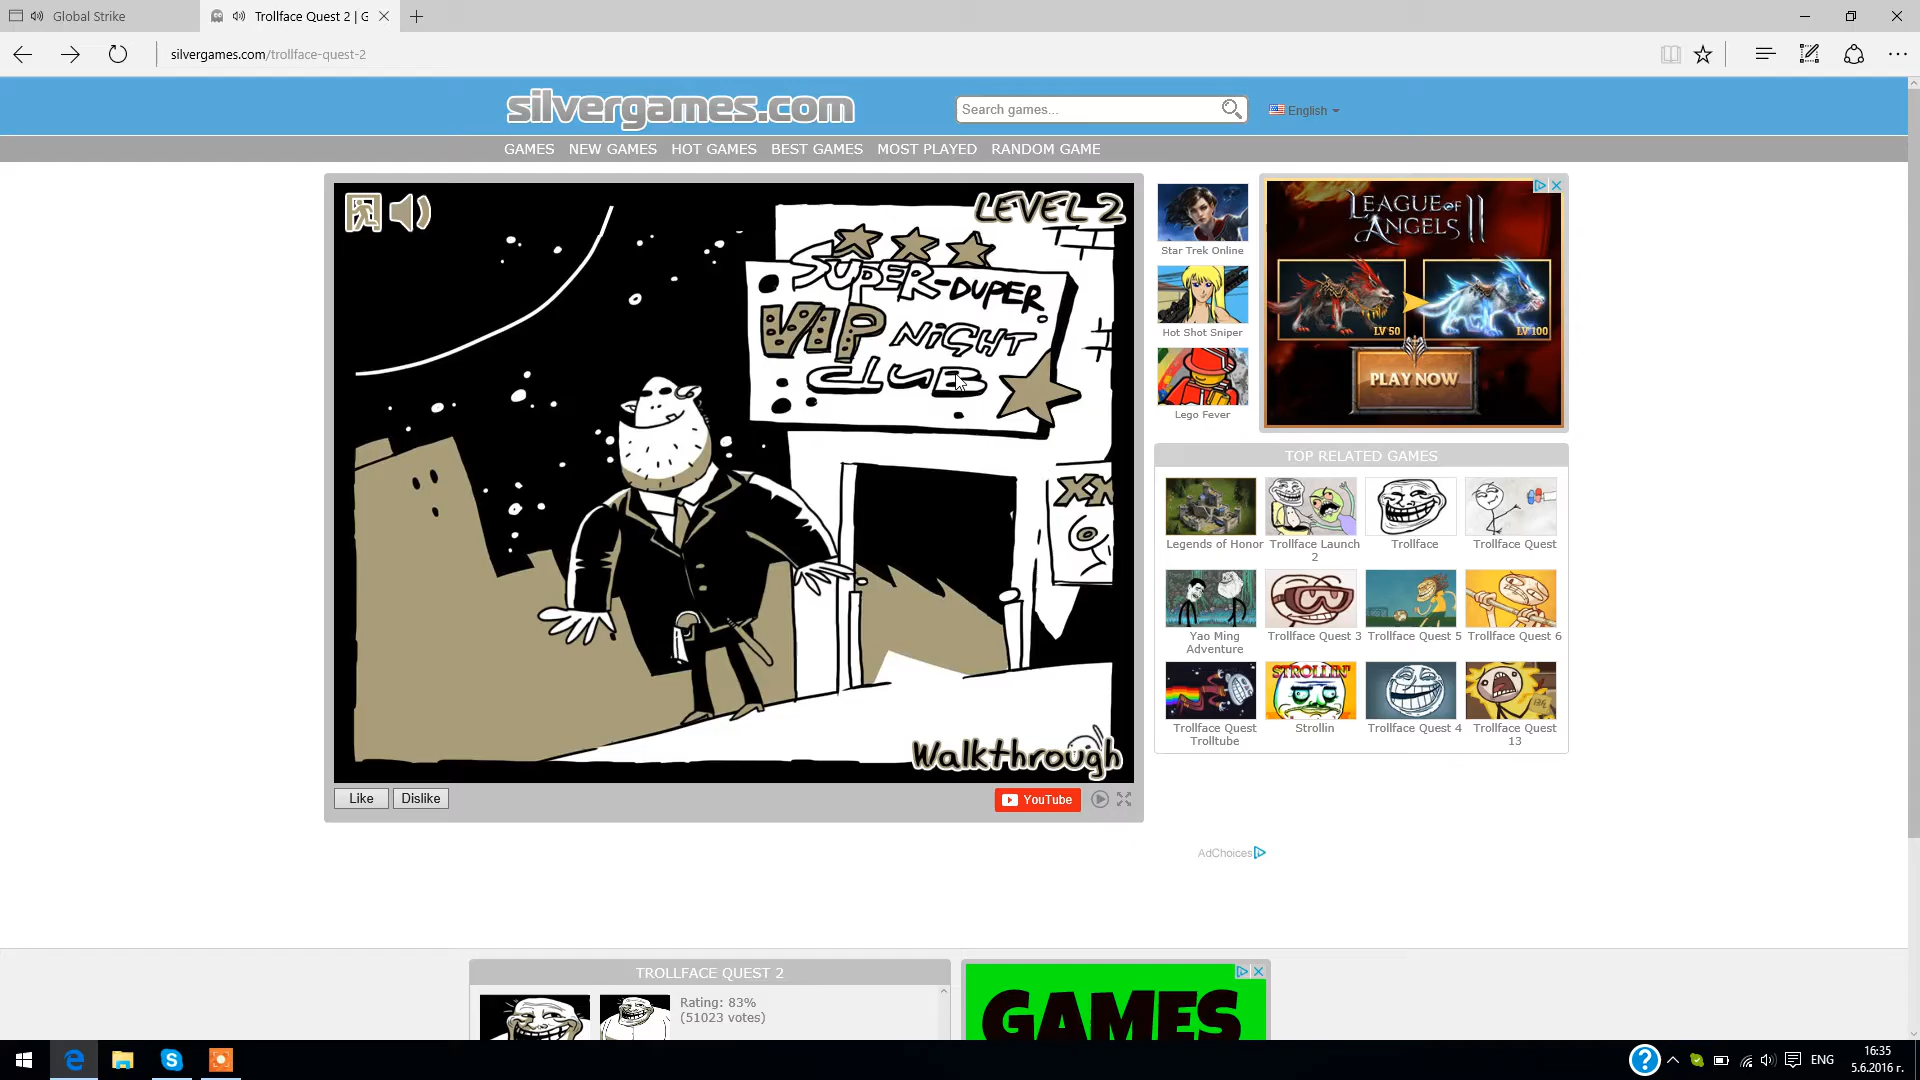 Global Strike
Trollface Quest 2 | G
silvergames.com/trollface-quest-2
silvergames.com
Search games...
English
GAMES NEW GAMES HOT GAMES BEST GAMES MOST PLAYED RANDOM GAME
LEVEL 2
SUPER-DUPER
VIP NIGHT
CLUB
Walkthrough
Like
Dislike
YouTube
Star Trek Online
Hot Shot Sniper
Lego Fever
LEAGUE OF
ANGELS II
LV 50
LV 100
PLAY NOW
TOP RELATED GAMES
Legends of Honor
Trollface Launch
2
Trollface
Trollface Quest
Yao Ming
Adventure
Trollface Quest 3
Trollface Quest 5
Trollface Quest 6
STROLLIN'
Trollface Quest
Trolltube
Strollin
Trollface Quest 4
Trollface Quest
13
AdChoices
TROLLFACE QUEST 2
Rating: 83%
(51023 votes)
GAMES
ENG
16:35
5.6.2016 г.